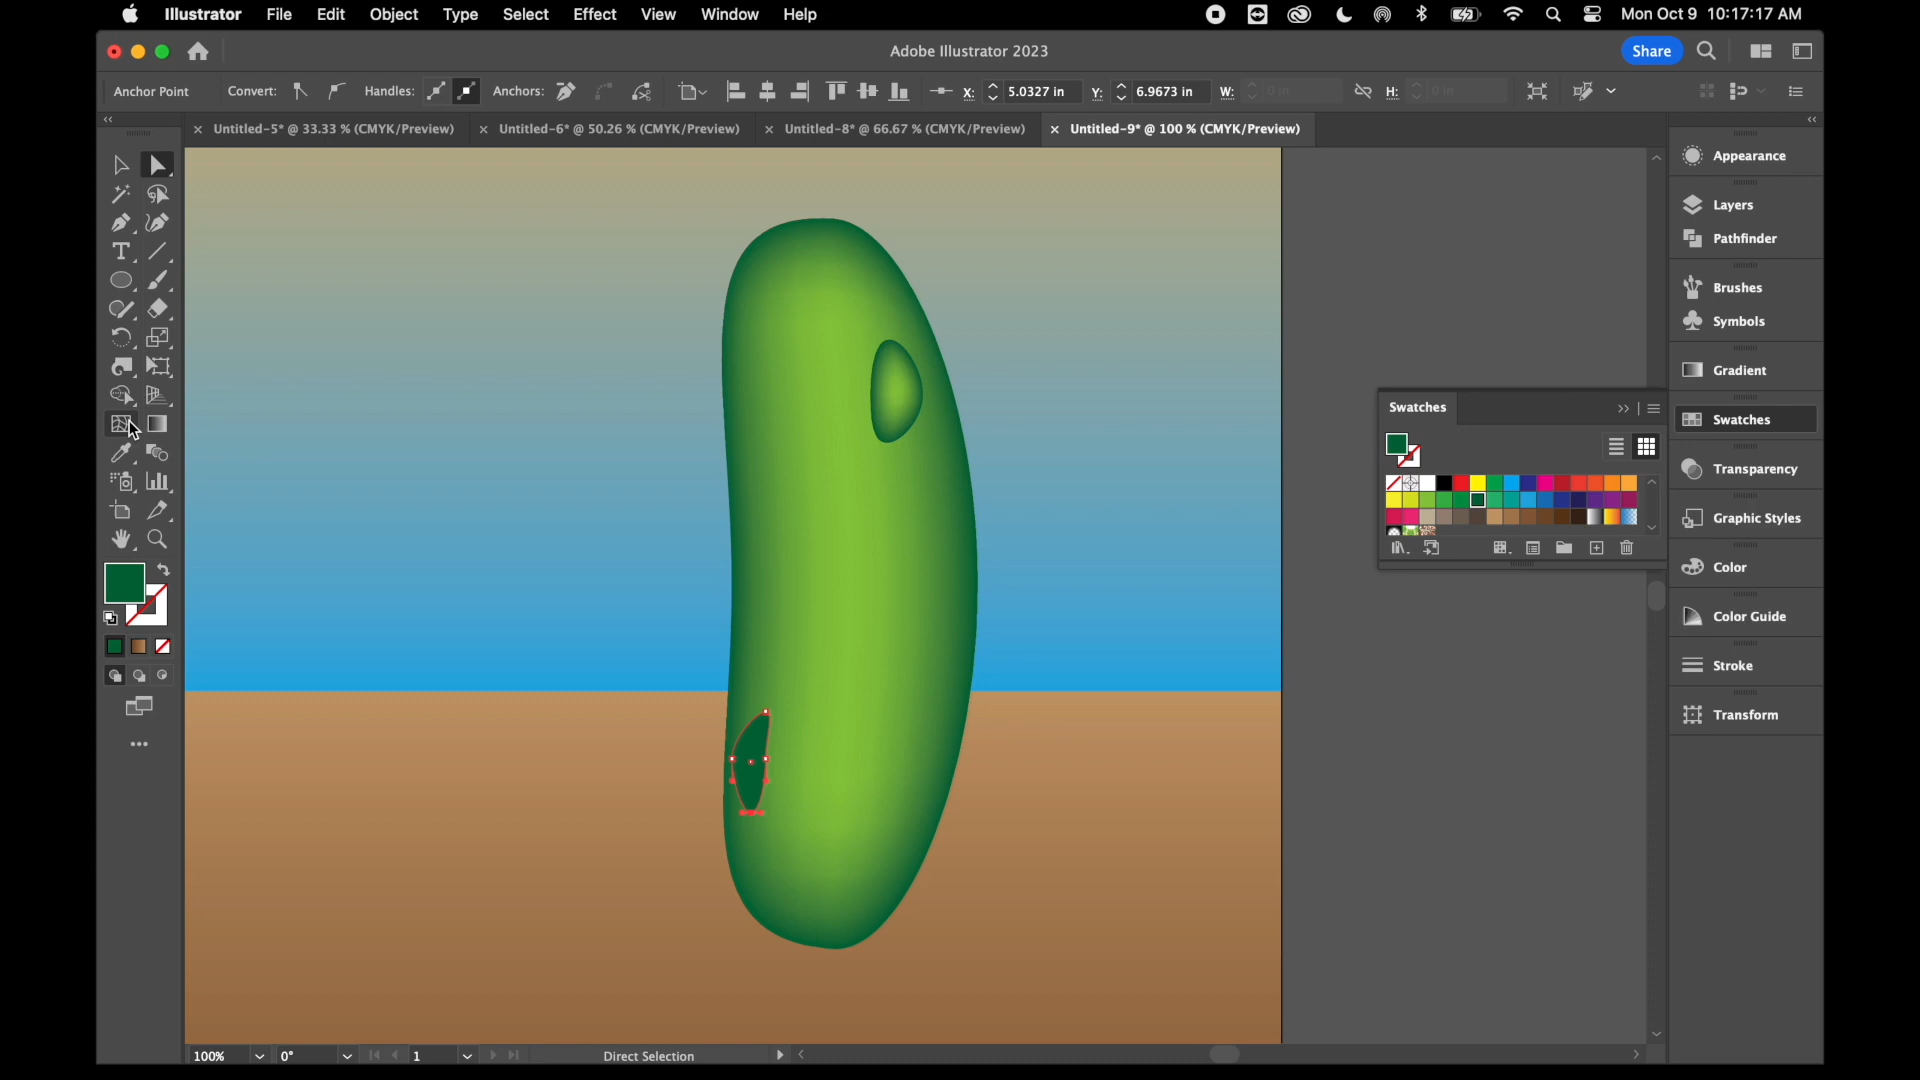 Illustrator File Edit Object Type Select Effect View Window Help Mon Oct 9 10:17:17 AM
Adobe Illustrator 2023 Share
Anchor Point Convert: Handles: Anchors: X: 5.0327 in Y: 6.9673 in W: 0 in H: 0 in
Untitled-5* @ 33.33 % (CMYK/Preview) Untitled-6* @ 50.26 % (CMYK/Preview) Untitled-8* @ 66.67 % (CMYK/Preview) Untitled-9* @ 100 % (CMYK/Preview)
Appearance
Layers
Pathfinder
Brushes
Symbols
Gradient
Swatches
Swatches
Transparency
Graphic Styles
Color
Color Guide
Stroke
Transform
100% 0° 1 Direct Selection